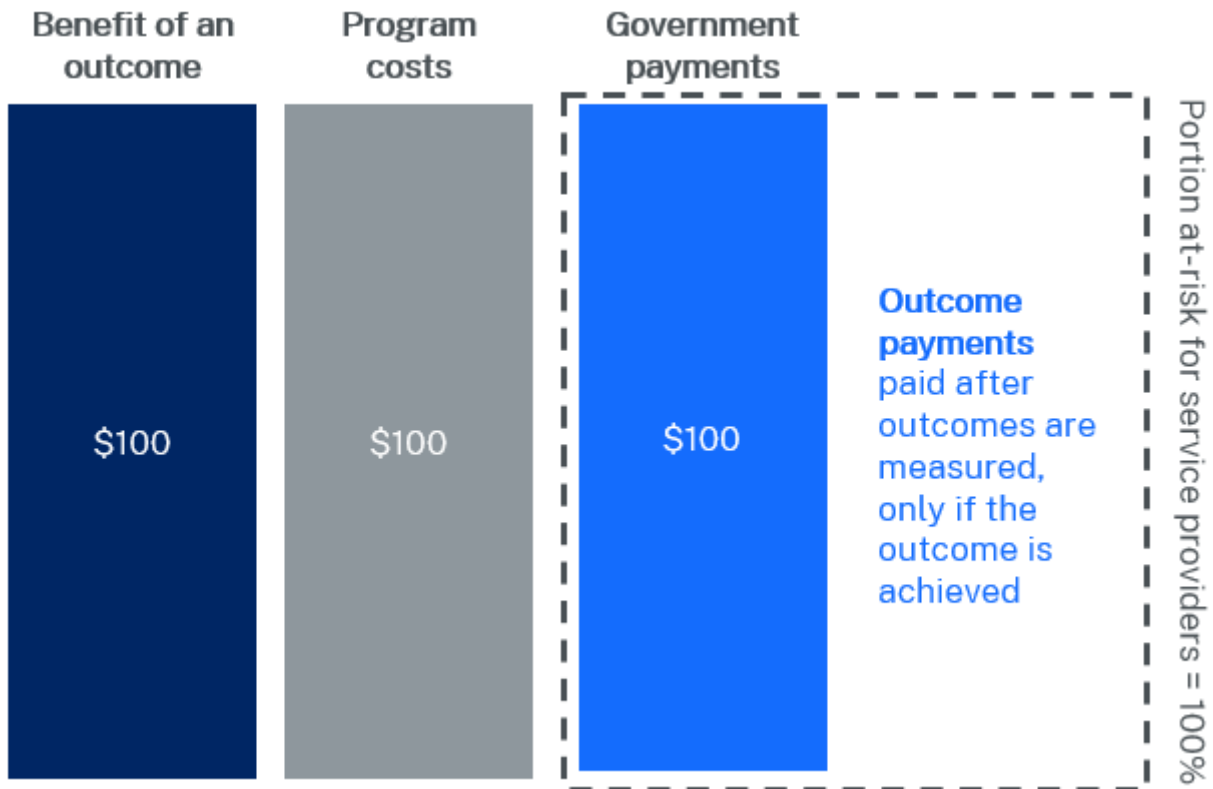 Benefit of an
outcome
Program
costs
Government
payments
$100
$100
$100
Outcome
payments
paid after
outcomes are
measured,
only if the
outcome is
achieved
Portion at-risk for service providers = 100%